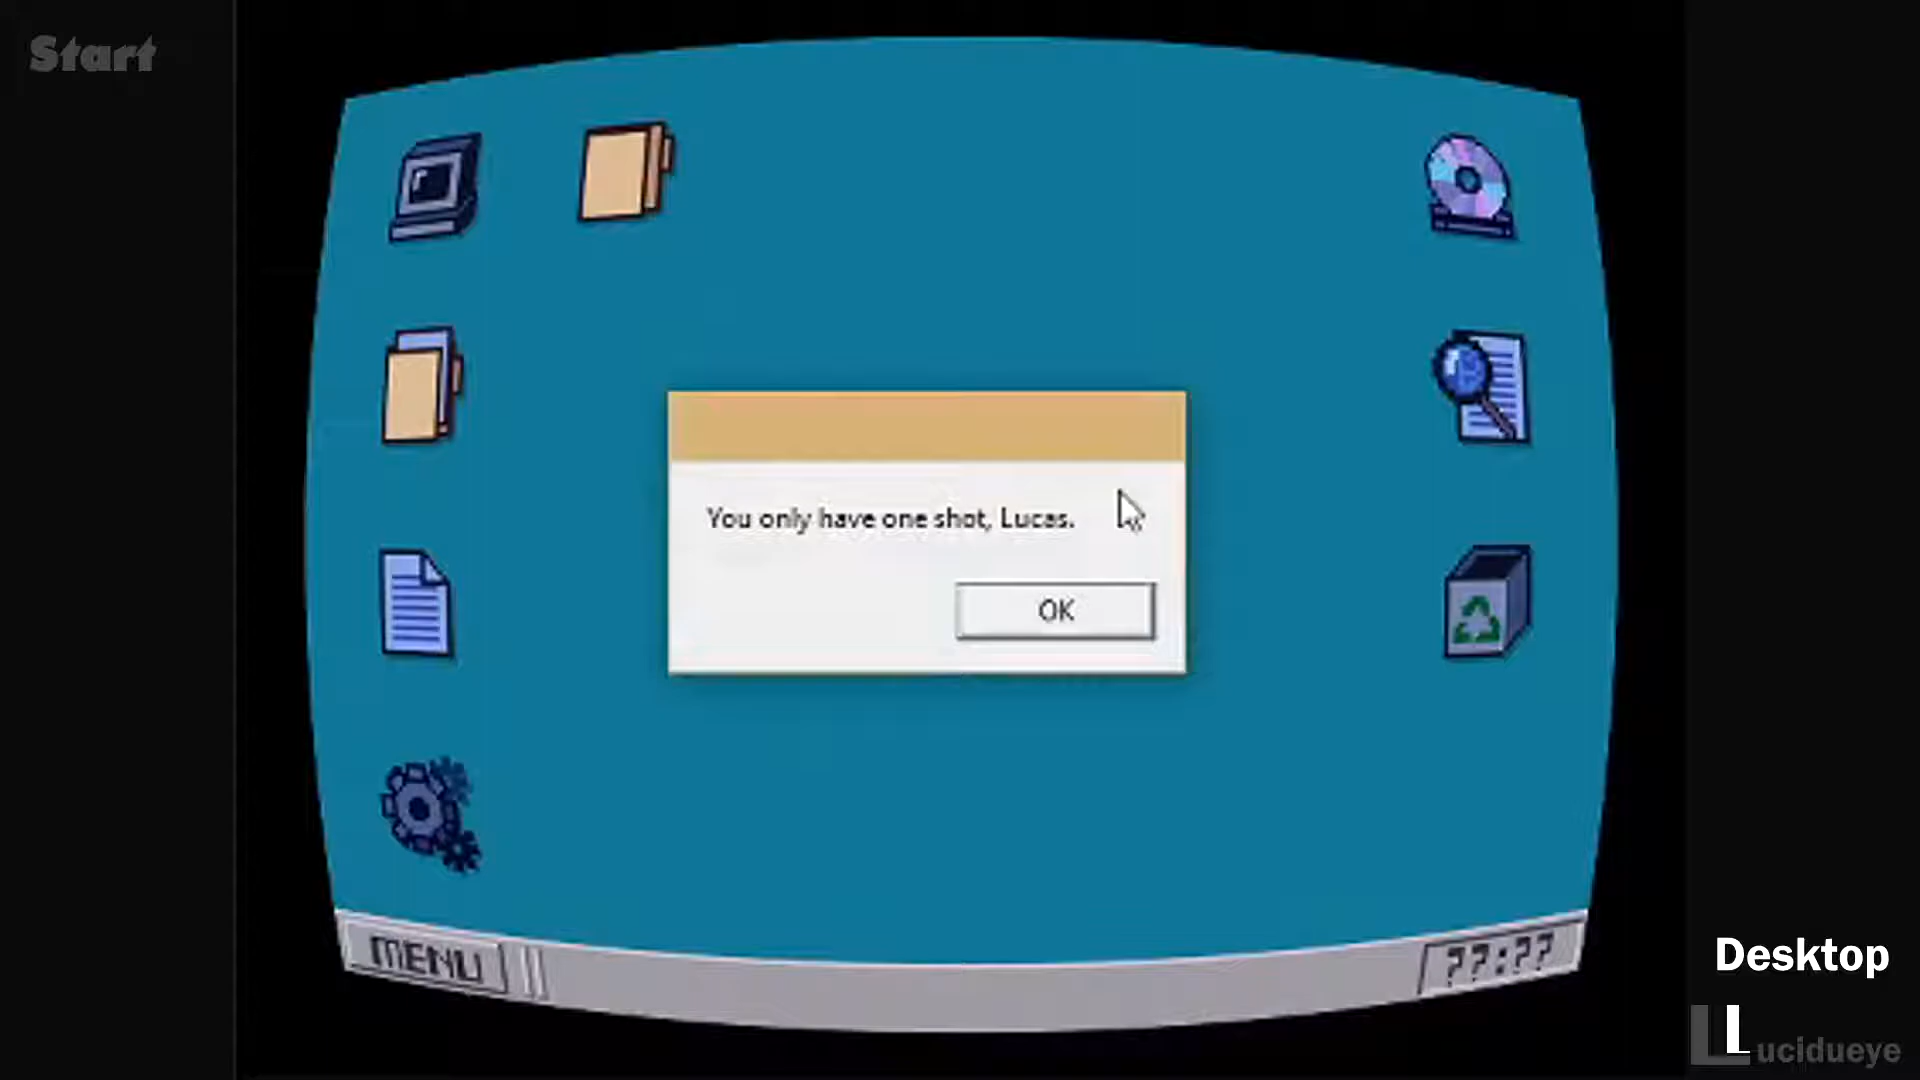 Start
You only have one shot, Lucas.
OK
MENU
??:??
Desktop
Lucidueye